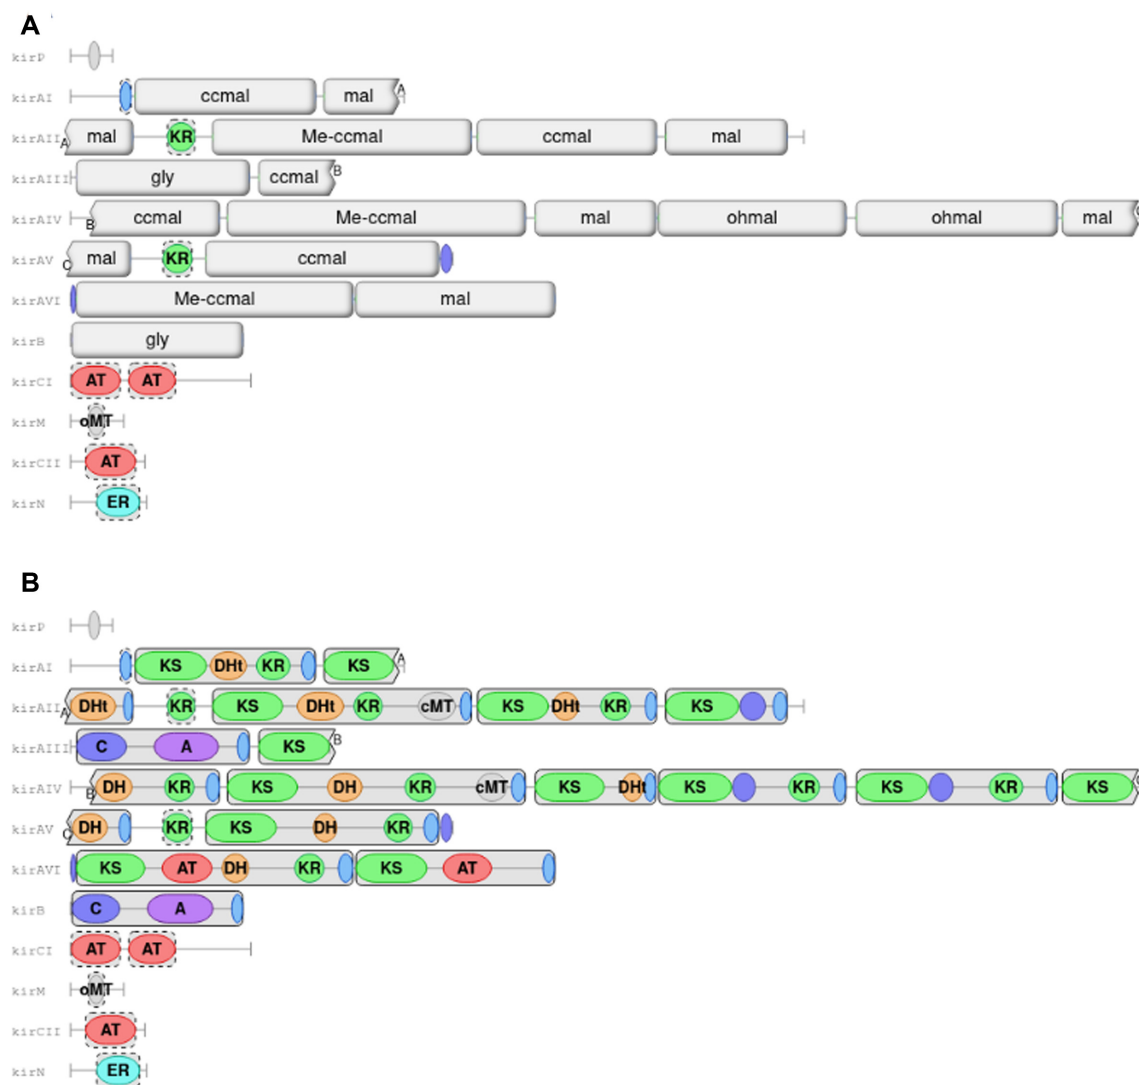 A
kirP
kirAI ccmal mal A
kirAII A mal KR Me-ccmal ccmal mal
kirAIII gly ccmal B
kirAIV B ccmal Me-ccmal mal ohmal ohmal mal C
kirAV C mal KR ccmal
kirAVI Me-ccmal mal
kirB gly
kirCI AT AT
kirM oMT
kirCII AT
kirN ER
B
kirP
kirAI KS DHt KR KS A
kirAII A DHt KR KS DHt KR cMT KS DHt KR KS
kirAIII C A KS B
kirAIV B DH KR KS DH KR cMT KS DHt KS KR KS KR KS C
kirAV C DH KR KS DH KR
kirAVI KS AT DH KR KS AT
kirB C A
kirCI AT AT
kirM oMT
kirCII AT
kirN ER